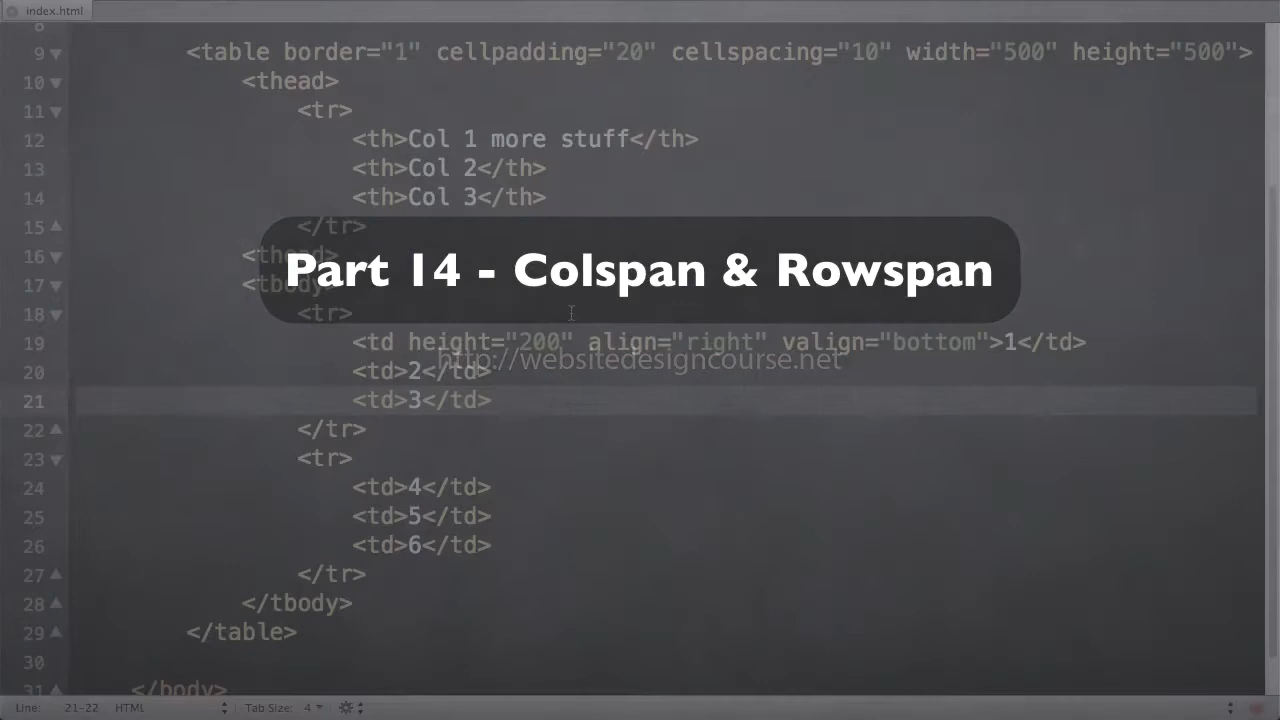 index.html
8
9 <table border="1" cellpadding="20" cellspacing="10" width="500" height="500">
10 <thead>
11 <tr>
12 <th>Col 1 more stuff</th>
13 <th>Col 2</th>
14 <th>Col 3</th>
15 </tr>
16 <thead>
Part 14 - Colspan & Rowspan
17 <tbody>
18 <tr>
19 <td height="200" align="right" valign="bottom">1</td>
http://websitedesigncourse.net
20 <td>2</td>
21 <td>3</td>
22 </tr>
23 <tr>
24 <td>4</td>
25 <td>5</td>
26 <td>6</td>
27 </tr>
28 </tbody>
29 </table>
30
31 </body>
Line: 21-22 HTML Tab Size: 4